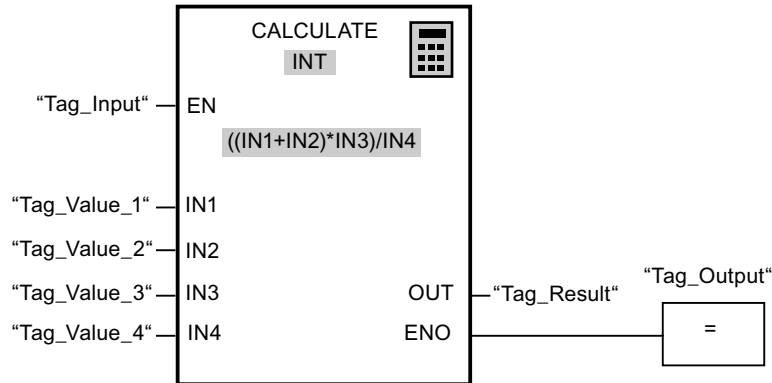 CALCULATE
INT
“Tag_Input“
EN
((IN1+IN2)*IN3)/IN4
“Tag_Value_1“
IN1
“Tag_Value_2“
IN2
“Tag_Value_3“
IN3
OUT
“Tag_Result“
“Tag_Output“
“Tag_Value_4“
IN4
ENO
=